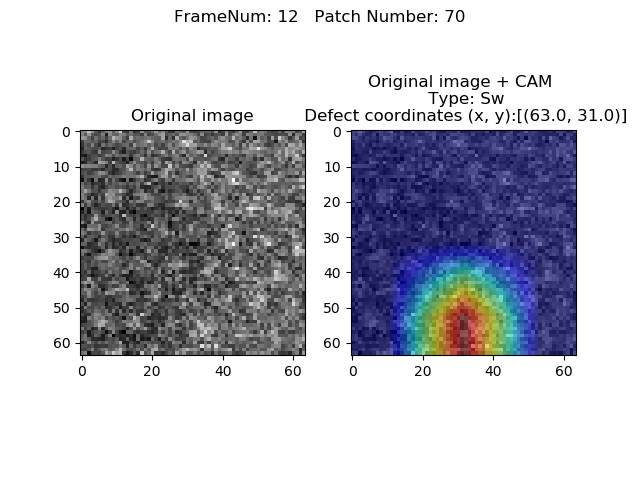 FrameNum: 12   Patch Number: 70
Original image
Original image + CAM
Type: Sw
Defect coordinates (x, y):[(63.0, 31.0)]
0
10
20
30
40
50
60
0 20 40 60
0
10
20
30
40
50
60
20 40 60